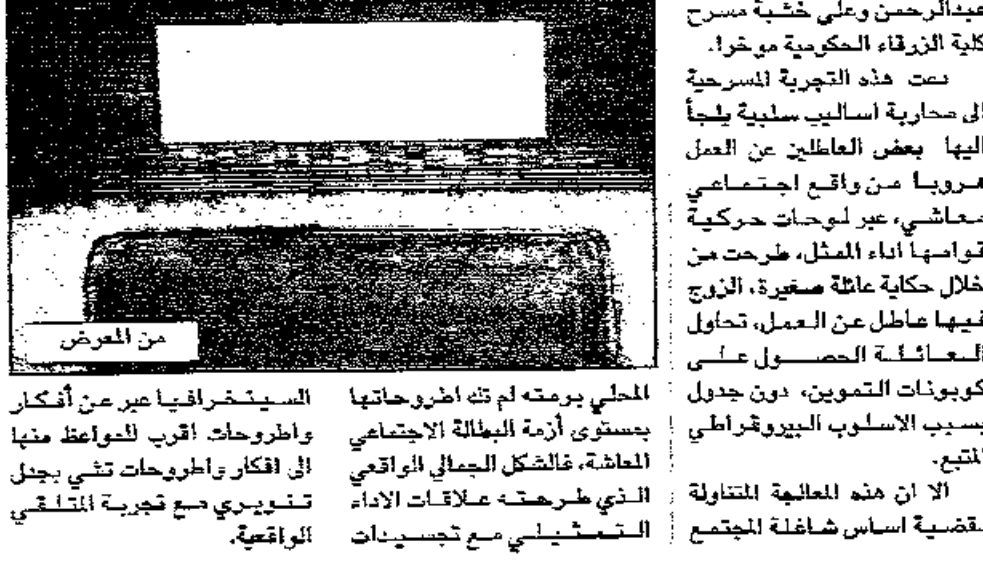 عبدالرحمن وعلي خشبة مسرح
كلية الزرقاء الحكومية موخرا.
دعت هذه التجربة المسرحية
الى محاربة اساليب سلبية يلجأ
اليها بعض العاطلين عن العمل
هروبا من واقع اجتماعي
معاشي، عبر لوحات حركية
قوامها اداء الممثل، طرحت من
خلال حكاية عائلة صغيرة، الزوج
فيها عاطل عن العمل، تحاول
العائلة الحصول على
كوبونات التموين، دون جدول
بسبب الاسلوب البيروقراطي
المتبع.
الا ان هذه المعالجة المتناولة
لقضية اساس شاغلة المجتمع
المحلي برمته لم تك اطروحاتها
بمستوى أزمة البطالة الاجتماعي
المعاشة، فالشكل الجمالي الواقعي
الذي طرحته علاقات الاداء
التمثيلي مع تجسيدات
السينغرافيا عبر عن أفكار
واطروحات اقرب للمواعظ منها
الى افكار واطروحات تشي بجدل
تنويري مع تجربة المتلقي
الواقعية.
من المعرض